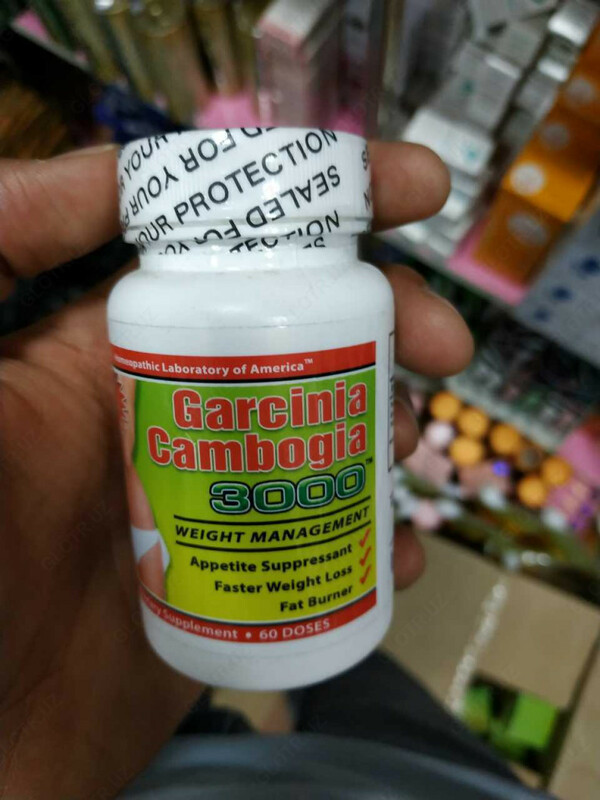 SEALED FOR YOUR PROTECTION
Homeopathic Laboratory of America™
Garcinia
Cambogia
3000™
WEIGHT MANAGEMENT
Appetite Suppressant
Faster Weight Loss
Fat Burner
Dietary Supplement • 60 DOSES